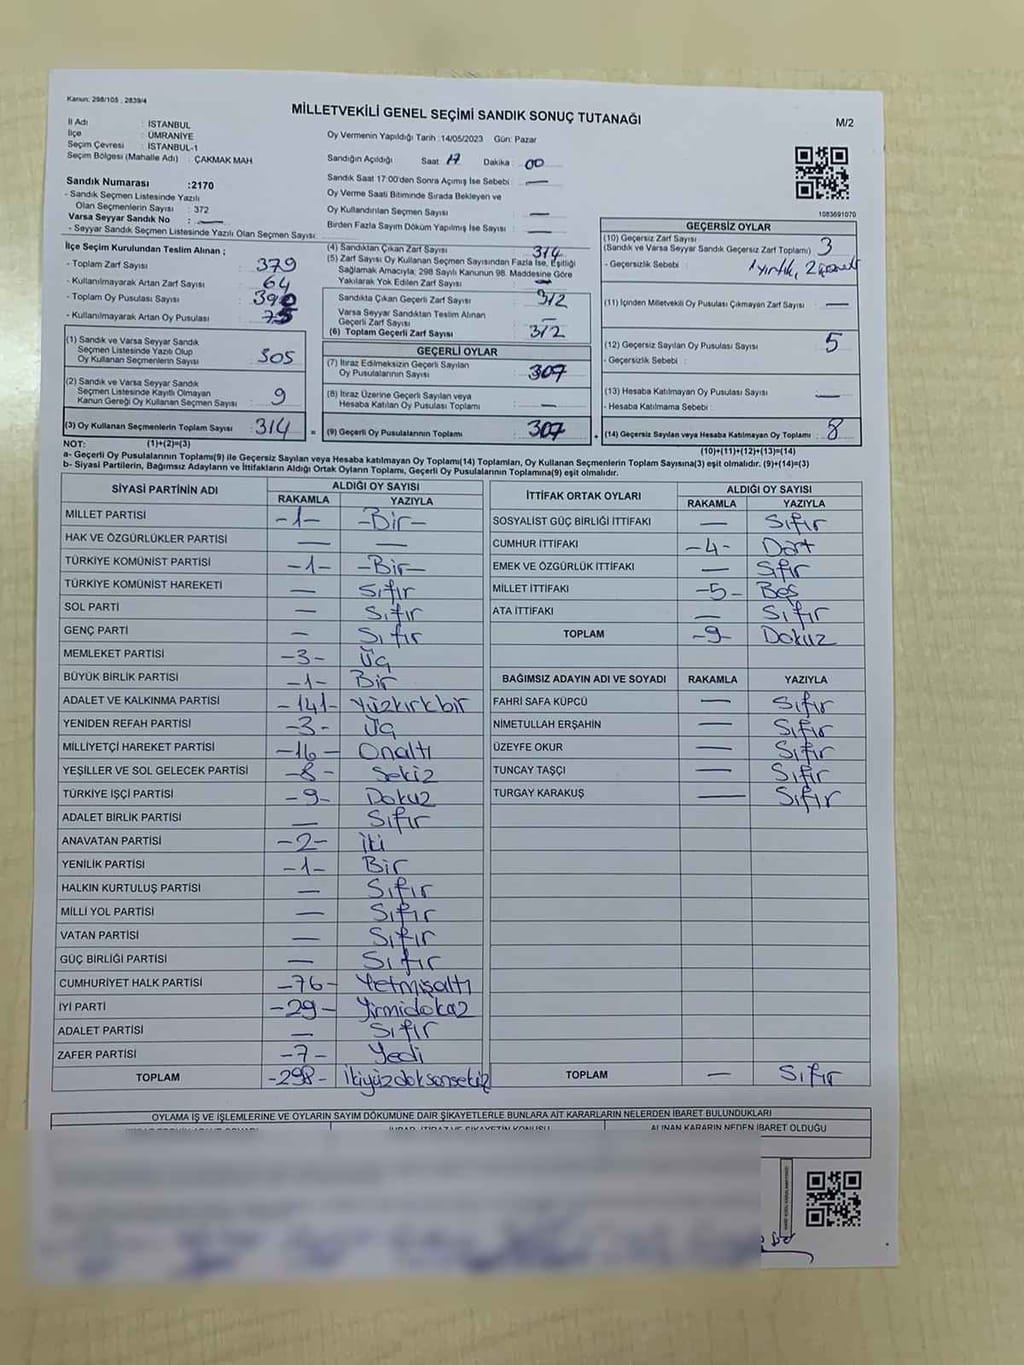 Kanun: 298/105 ; 2839/4
MİLLETVEKİLİ GENEL SEÇİMİ SANDIK SONUÇ TUTANAĞI
M/2
İl Adı : İSTANBUL
İlçe : ÜMRANİYE
Seçim Çevresi : İSTANBUL-1
Seçim Bölgesi (Mahalle Adı) : ÇAKMAK MAH
Sandık Numarası :2170
- Sandık Seçmen Listesinde Yazılı
Olan Seçmenlerin Sayısı : 372
Varsa Seyyar Sandık No : —
- Seyyar Sandık Seçmen Listesinde Yazılı Olan Seçmen Sayısı:
Oy Vermenin Yapıldığı Tarih :14/05/2023 Gün: Pazar
Sandığın Açıldığı Saat : 17 Dakika : 00
Sandık Saat 17:00'den Sonra Açılmış İse Sebebi : —
Oy Verme Saati Bitiminde Sırada Bekleyen ve
Oy Kullandırılan Seçmen Sayısı : —
Birden Fazla Sayım Döküm Yapılmış İse Sayısı : —
1083691070
İlçe Seçim Kurulundan Teslim Alınan ;
- Toplam Zarf Sayısı : 379
- Kullanılmayarak Artan Zarf Sayısı : 64
- Toplam Oy Pusulası Sayısı : 390
- Kullanılmayarak Artan Oy Pusulası : 75
(1) Sandık ve Varsa Seyyar Sandık
Seçmen Listesinde Yazılı Olup
Oy Kullanan Seçmenlerin Sayısı : 305
(2) Sandık ve Varsa Seyyar Sandık
Seçmen Listesinde Kayıtlı Olmayan
Kanun Gereği Oy Kullanan Seçmen Sayısı : 9
(3) Oy Kullanan Seçmenlerin Toplam Sayısı : 314
(4) Sandıktan Çıkan Zarf Sayısı : 314
(5) Zarf Sayısı Oy Kullanan Seçmen Sayısından Fazla İse, Eşitliği
Sağlamak Amacıyla; 298 Sayılı Kanunun 98. Maddesine Göre
Yakılarak Yok Edilen Zarf Sayısı : —
Sandıkta Çıkan Geçerli Zarf Sayısı : 312
Varsa Seyyar Sandıktan Teslim Alınan
Geçerli Zarf Sayısı : —
(6) Toplam Geçerli Zarf Sayısı : 312
GEÇERLİ OYLAR
(7) İtiraz Edilmeksizin Geçerli Sayılan
Oy Pusulalarının Sayısı : 307
(8) İtiraz Üzerine Geçerli Sayılan veya
Hesaba Katılan Oy Pusulası Toplamı : —
= (9) Geçerli Oy Pusulalarının Toplamı : 307
GEÇERSİZ OYLAR
(10) Geçersiz Zarf Sayısı
(Sandık ve Varsa Seyyar Sandık Geçersiz Zarf Toplamı) : 3
- Geçersizlik Sebebi : 1 yırtık, 2
(11) İçinden Milletvekili Oy Pusulası Çıkmayan Zarf Sayısı : —
(12) Geçersiz Sayılan Oy Pusulası Sayısı : 5
- Geçersizlik Sebebi :
(13) Hesaba Katılmayan Oy Pusulası Sayısı : —
- Hesaba Katılmama Sebebi :
+ (14) Geçersiz Sayılan veya Hesaba Katılmayan Oy Pusulası Toplamı : 8
NOT: (1)+(2)=(3) (10)+(11)+(12)+(13)=(14)
a- Geçerli Oy Pusulasının Toplamı(9) ile Geçersiz Sayılan veya Hesaba katılmayan Oy Toplamı(14) Toplamları, Oy Kullanan Seçmenlerin Toplam Sayısına(3) eşit olmalıdır. (9)+(14)=(3)
b- Siyasi Partilerin, Bağımsız Adayların ve İttifakların Aldığı Ortak Oyların Toplamı, Geçerli Oy Pusulalarının Toplamına(9) eşit olmalıdır.
SİYASİ PARTİNİN ADI ALDIĞI OY SAYISI
RAKAMLA YAZIYLA
MİLLET PARTİSİ -1- -Bir-
HAK VE ÖZGÜRLÜKLER PARTİSİ — —
TÜRKİYE KOMÜNİST PARTİSİ -1- -Bir-
TÜRKİYE KOMÜNİST HAREKETİ — Sıfır
SOL PARTİ — Sıfır
GENÇ PARTİ — Sıfır
MEMLEKET PARTİSİ -3- Üç
BÜYÜK BİRLİK PARTİSİ -1- Bir
ADALET VE KALKINMA PARTİSİ -141- Yüzkırkbir
YENİDEN REFAH PARTİSİ -3- Üç
MİLLİYETÇİ HAREKET PARTİSİ -16- Onaltı
YEŞİLLER VE SOL GELECEK PARTİSİ -8- Sekiz
TÜRKİYE İŞÇİ PARTİSİ -9- Dokuz
ADALET BİRLİK PARTİSİ — Sıfır
ANAVATAN PARTİSİ -2- İki
YENİLİK PARTİSİ -1- Bir
HALKIN KURTULUŞ PARTİSİ — Sıfır
MİLLİ YOL PARTİSİ — Sıfır
VATAN PARTİSİ — Sıfır
GÜÇ BİRLİĞİ PARTİSİ — Sıfır
CUMHURİYET HALK PARTİSİ -76- Yetmişaltı
İYİ PARTİ -29- Yirmidokuz
ADALET PARTİSİ — Sıfır
ZAFER PARTİSİ -7- Yedi
TOPLAM -298- İkiyüzdoksansekiz
İTTİFAK ORTAK OYLARI ALDIĞI OY SAYISI
RAKAMLA YAZIYLA
SOSYALİST GÜÇ BİRLİĞİ İTTİFAKI — Sıfır
CUMHUR İTTİFAKI -4- Dört
EMEK VE ÖZGÜRLÜK İTTİFAKI — Sıfır
MİLLET İTTİFAKI -5- Beş
ATA İTTİFAKI — Sıfır
TOPLAM -9- Dokuz
BAĞIMSIZ ADAYIN ADI VE SOYADI RAKAMLA YAZIYLA
FAHRİ SAFA KÜPCÜ — Sıfır
NİMETULLAH ERŞAHİN — Sıfır
ÜZEYFE OKUR — Sıfır
TUNCAY TAŞÇI — Sıfır
TURGAY KARAKUŞ — Sıfır
TOPLAM — Sıfır
OYLAMA İŞ VE İŞLEMLERİNE VE OYLARIN SAYIM DÖKÜMÜNE DAİR ŞİKAYETLERLE BUNLARA AİT KARARLARIN NELERDEN İBARET BULUNDUKLARI
ALINAN KARARIN NEDEN İBARET OLDUĞU